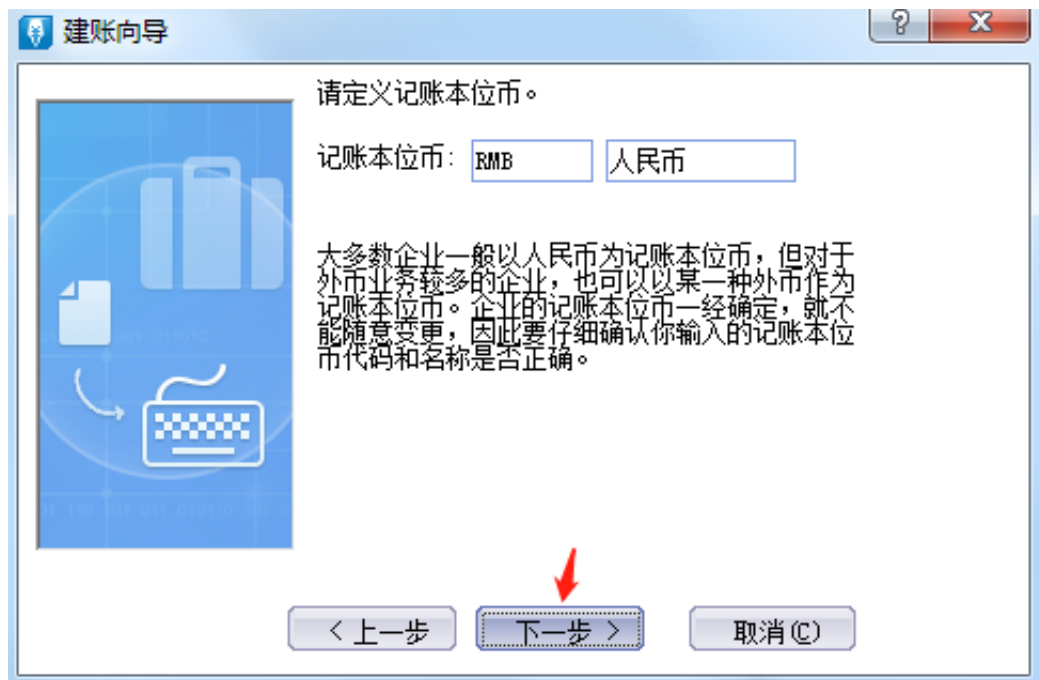 建账向导
请定义记账本位币。
记账本位币: RMB 人民币
大多数企业一般以人民币为记账本位币，但对于
外币业务较多的企业，也可以以某一种外币作为
记账本位币。企业的记账本位币一经确定，就不
能随意变更，因此要仔细确认你输入的记账本位
币代码和名称是否正确。
<上一步 下一步> 取消(C)